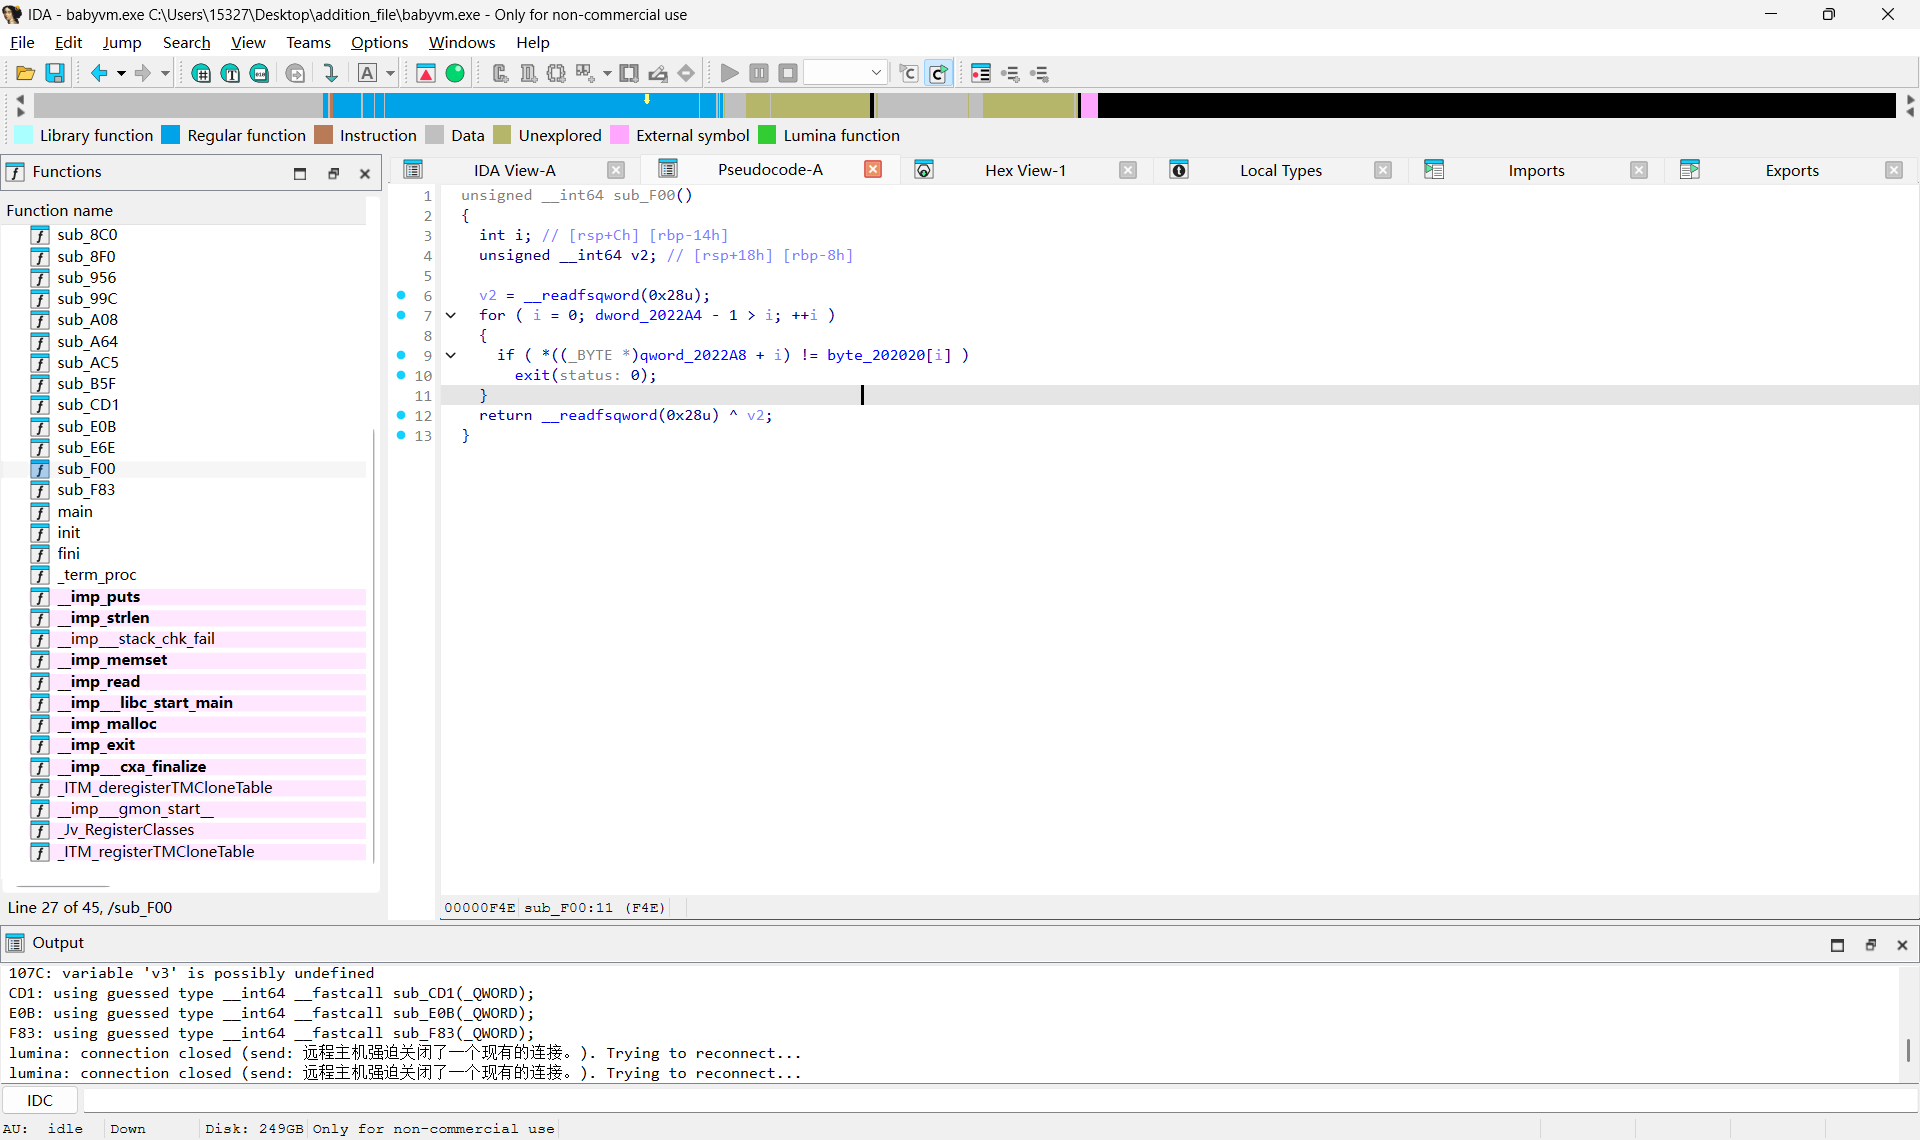 IDA - babyvm.exe C:\Users\15327\Desktop\addition_file\babyvm.exe - Only for non-commercial use
File Edit Jump Search View Teams Options Windows Help
Library function Regular function Instruction Data Unexplored External symbol Lumina function
Functions
IDA View-A Pseudocode-A Hex View-1 Local Types Imports Exports
Function name
sub_8C0
sub_8F0
sub_956
sub_99C
sub_A08
sub_A64
sub_AC5
sub_B5F
sub_CD1
sub_E0B
sub_E6E
sub_F00
sub_F83
main
init
fini
_term_proc
__imp_puts
__imp_strlen
__imp___stack_chk_fail
__imp_memset
__imp_read
__imp___libc_start_main
__imp_malloc
__imp_exit
__imp___cxa_finalize
_ITM_deregisterTMCloneTable
__imp___gmon_start__
_Jv_RegisterClasses
_ITM_registerTMCloneTable
Line 27 of 45, /sub_F00
1 unsigned __int64 sub_F00()
2 {
3 int i; // [rsp+Ch] [rbp-14h]
4 unsigned __int64 v2; // [rsp+18h] [rbp-8h]
5
6 v2 = __readfsqword(0x28u);
7 for ( i = 0; dword_2022A4 - 1 > i; ++i )
8 {
9 if ( *((_BYTE *)qword_2022A8 + i) != byte_202020[i] )
10 exit(status: 0);
11 }
12 return __readfsqword(0x28u) ^ v2;
13 }
00000F4E sub_F00:11 (F4E)
Output
107C: variable 'v3' is possibly undefined
CD1: using guessed type __int64 __fastcall sub_CD1(_QWORD);
E0B: using guessed type __int64 __fastcall sub_E0B(_QWORD);
F83: using guessed type __int64 __fastcall sub_F83(_QWORD);
lumina: connection closed (send: 远程主机强迫关闭了一个现有的连接。). Trying to reconnect...
lumina: connection closed (send: 远程主机强迫关闭了一个现有的连接。). Trying to reconnect...
IDC
AU: idle Down Disk: 249GB Only for non-commercial use